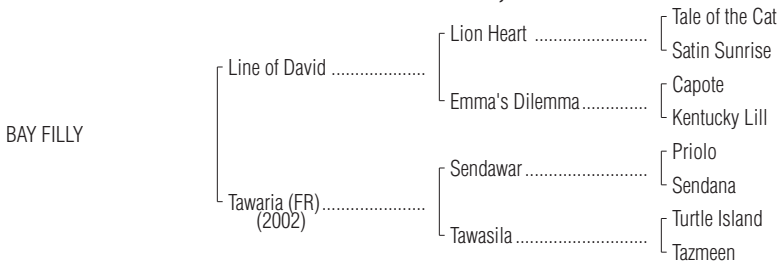 Tale of the Cat
Lion Heart ..........................
Satin Sunrise
Line of David .....................
Capote
Emma's Dilemma ...............
Kentucky Lill
BAY FILLY
Priolo
Sendawar ............................
Sendana
Tawaria (FR) .......................
(2002)
Turtle Island
Tawasila ..............................
Tazmeen